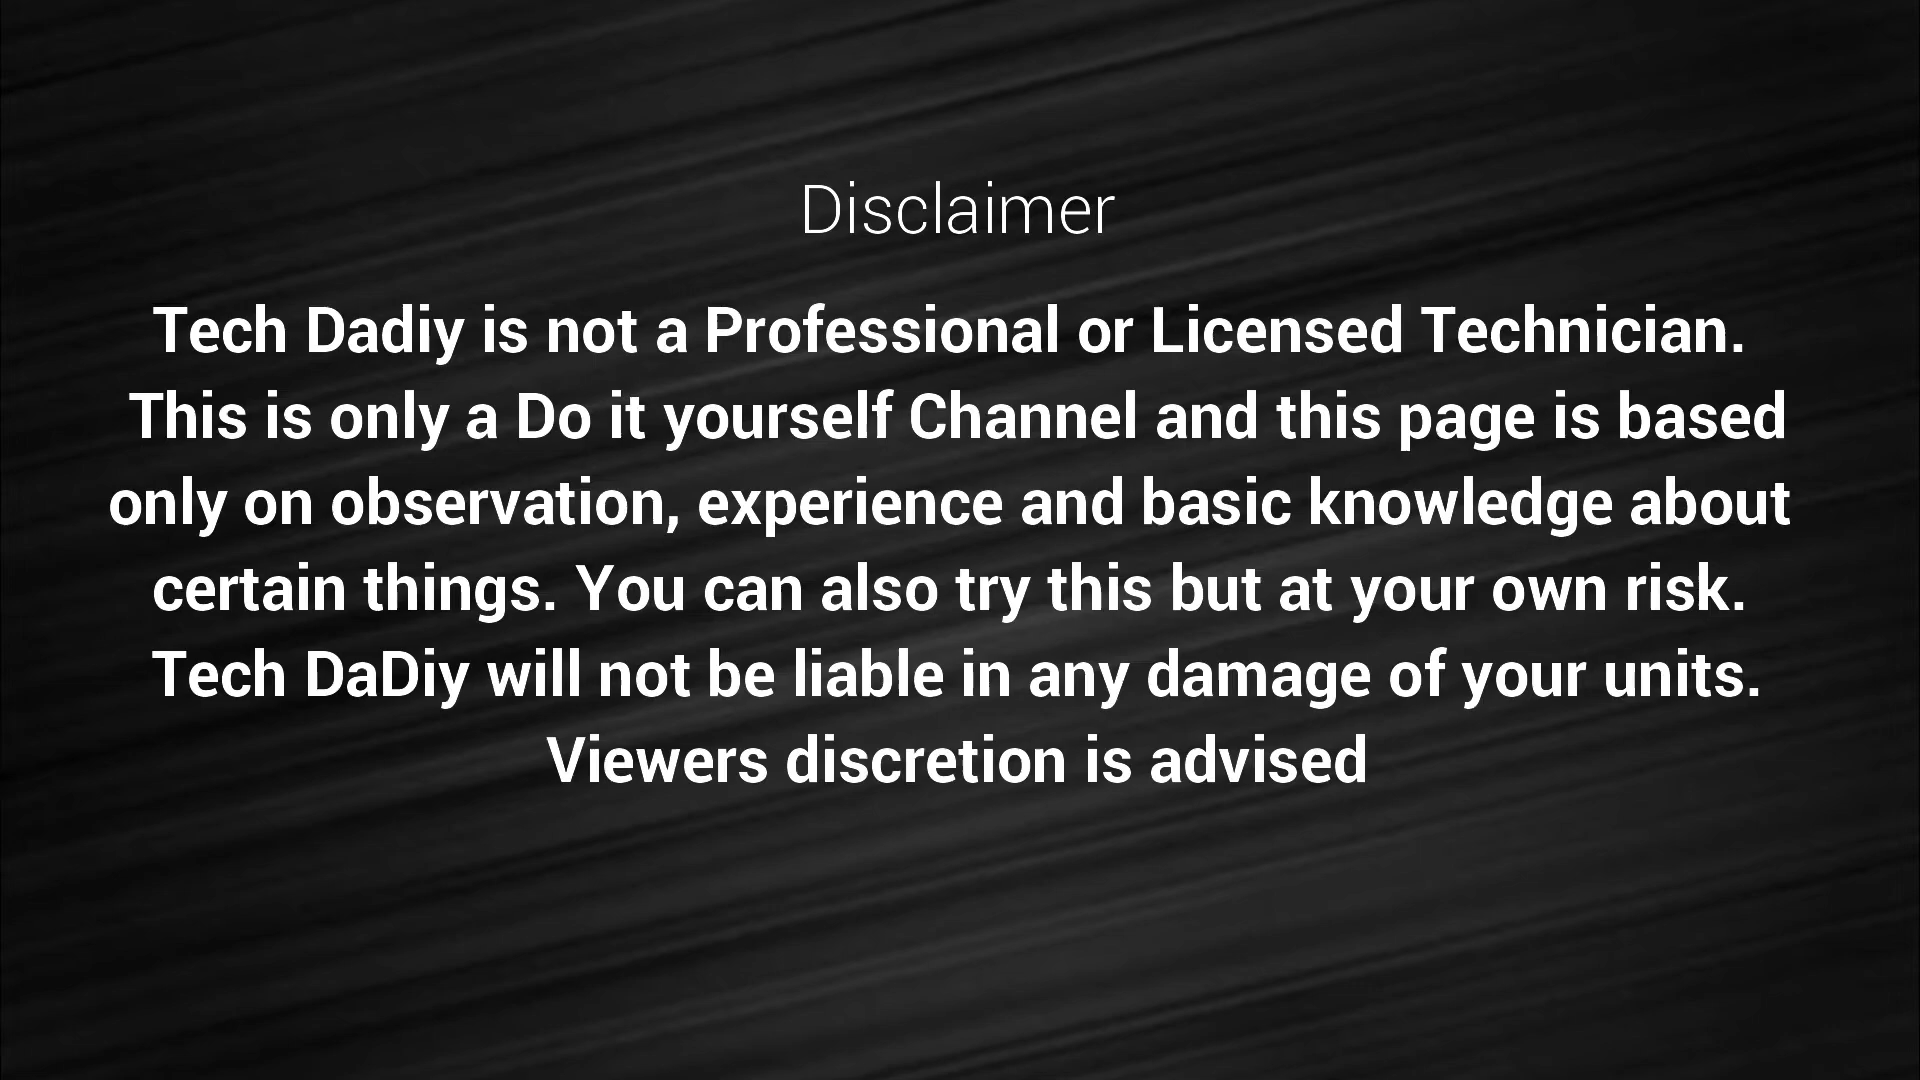 Disclaimer
Tech Dadiy is not a Professional or Licensed Technician.
This is only a Do it yourself Channel and this page is based
only on observation, experience and basic knowledge about
certain things. You can also try this but at your own risk.
Tech DaDiy will not be liable in any damage of your units.
Viewers discretion is advised